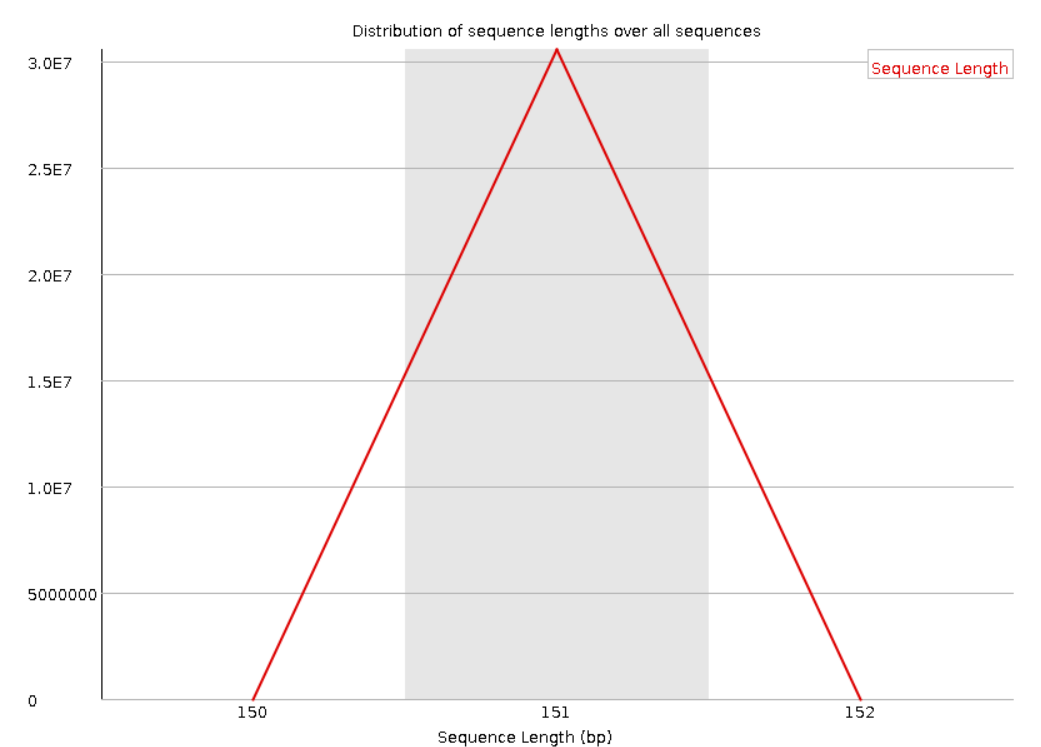 Distribution of sequence lengths over all sequences
Sequence Length
3.0E7
2.5E7
2.0E7
1.5E7
1.0E7
5000000
0
150 151 152
Sequence Length (bp)